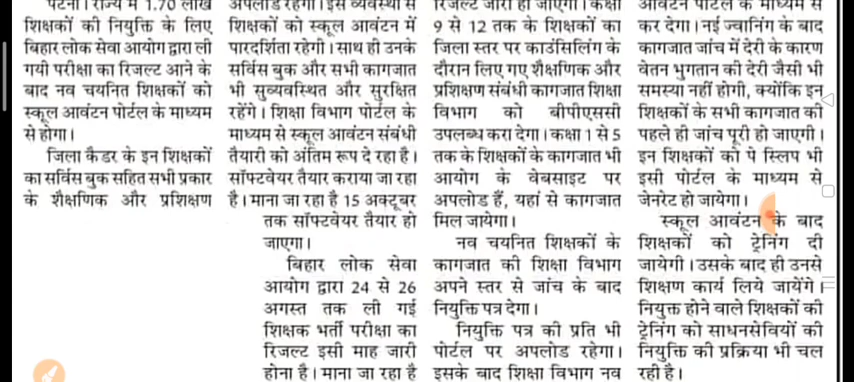 पटना। राज्य में 1.70 लाख
शिक्षकों की नियुक्ति के लिए
बिहार लोक सेवा आयोग द्वारा ली
गयी परीक्षा का रिजल्ट आने के
बाद नव चयनित शिक्षकों को
स्कूल आवंटन पोर्टल के माध्यम
से होगा।
जिला कैडर के इन शिक्षकों
का सर्विस बुक सहित सभी प्रकार
के शैक्षणिक और प्रशिक्षण
अपलोड रहेगा। इस व्यवस्था से
शिक्षकों को स्कूल आवंटन में
पारदर्शिता रहेगी। साथ ही उनके
सर्विस बुक और सभी कागजात
भी सुव्यवस्थित और सुरक्षित
रहेंगे। शिक्षा विभाग पोर्टल के
माध्यम से स्कूल आवंटन संबंधी
तैयारी को अंतिम रूप दे रहा है।
सॉफ्टवेयर तैयार कराया जा रहा
है। माना जा रहा है 15 अक्टूबर
तक सॉफ्टवेयर तैयार हो
जाएगा।
बिहार लोक सेवा
आयोग द्वारा 24 से 26
अगस्त तक ली गई
शिक्षक भर्ती परीक्षा का
रिजल्ट इसी माह जारी
होना है। माना जा रहा है
रिजल्ट जारी हो जाएगा। कक्षा
9 से 12 तक के शिक्षकों का
जिला स्तर पर काउंसिलिंग के
दौरान लिए गए शैक्षणिक और
प्रशिक्षण संबंधी कागजात शिक्षा
विभाग को बीपीएससी
उपलब्ध करा देगा। कक्षा 1 से 5
तक के शिक्षकों के कागजात भी
आयोग के वेबसाइट पर
अपलोड हैं, यहां से कागजात
मिल जायेगा।
नव चयनित शिक्षकों के
कागजात की शिक्षा विभाग
अपने स्तर से जांच के बाद
नियुक्ति पत्र देगा।
नियुक्ति पत्र की प्रति भी
पोर्टल पर अपलोड रहेगा।
इसके बाद शिक्षा विभाग नव
आवंटन पोर्टल के माध्यम से
कर देगा। नई ज्वानिंग के बाद
कागजात जांच में देरी के कारण
वेतन भुगतान की देरी जैसी भी
समस्या नहीं होगी, क्योंकि इन
शिक्षकों के सभी कागजात की
पहले ही जांच पूरी हो जाएगी।
इन शिक्षकों को पे स्लिप भी
इसी पोर्टल के माध्यम से
जेनरेट हो जायेगा।
स्कूल आवंटन के बाद
शिक्षकों को ट्रेनिंग दी
जायेगी। उसके बाद ही उनसे
शिक्षण कार्य लिये जायेंगे।
नियुक्त होने वाले शिक्षकों की
ट्रेनिंग को साधनसेवियों की
नियुक्ति की प्रक्रिया भी चल
रही है।